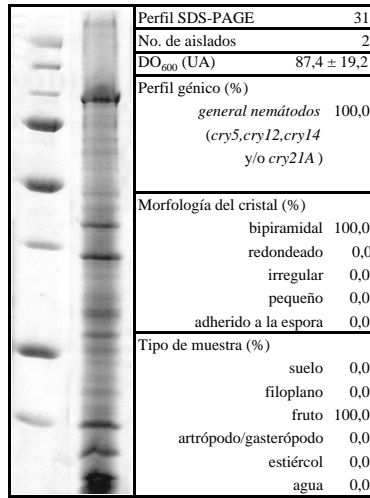 Perfil SDS-PAGE 31
No. de aislados 2
DO600 (UA) 87,4 ± 19,2
Perfil génico (%)
general nemátodos 100,0
(cry5,cry12,cry14
y/o cry21A )
Morfología del cristal (%)
bipiramidal 100,0
redondeado 0,0
irregular 0,0
pequeño 0,0
adherido a la espora 0,0
Tipo de muestra (%)
suelo 0,0
filoplano 0,0
fruto 100,0
artrópodo/gasterópodo 0,0
estiércol 0,0
agua 0,0